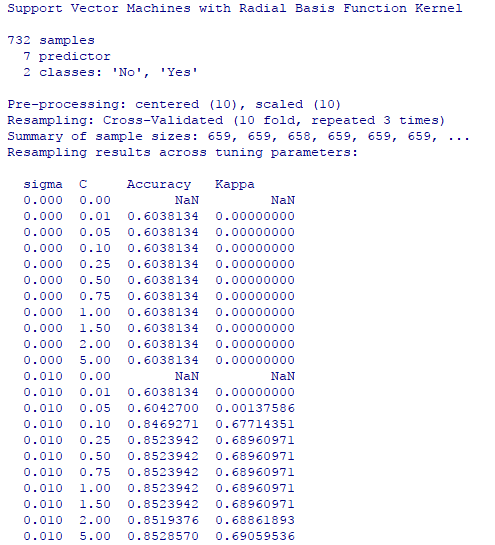 Support Vector Machines with Radial Basis Function Kernel
732 samples
7 predictor
2 classes: 'No', 'Yes'
Pre-processing: centered (10), scaled (10)
Resampling: Cross-Validated (10 fold, repeated 3 times)
Summary of sample sizes: 659, 659, 658, 659, 659, 659, ...
Resampling results across tuning parameters:
sigma C Accuracy Kappa
0.000 0.00 NaN NaN
0.000 0.01 0.6038134 0.00000000
0.000 0.05 0.6038134 0.00000000
0.000 0.10 0.6038134 0.00000000
0.000 0.25 0.6038134 0.00000000
0.000 0.50 0.6038134 0.00000000
0.000 0.75 0.6038134 0.00000000
0.000 1.00 0.6038134 0.00000000
0.000 1.50 0.6038134 0.00000000
0.000 2.00 0.6038134 0.00000000
0.000 5.00 0.6038134 0.00000000
0.010 0.00 NaN NaN
0.010 0.01 0.6038134 0.00000000
0.010 0.05 0.6042700 0.00137586
0.010 0.10 0.8469271 0.67714351
0.010 0.25 0.8523942 0.68960971
0.010 0.50 0.8523942 0.68960971
0.010 0.75 0.8523942 0.68960971
0.010 1.00 0.8523942 0.68960971
0.010 1.50 0.8523942 0.68960971
0.010 2.00 0.8519376 0.68861893
0.010 5.00 0.8528570 0.69059536